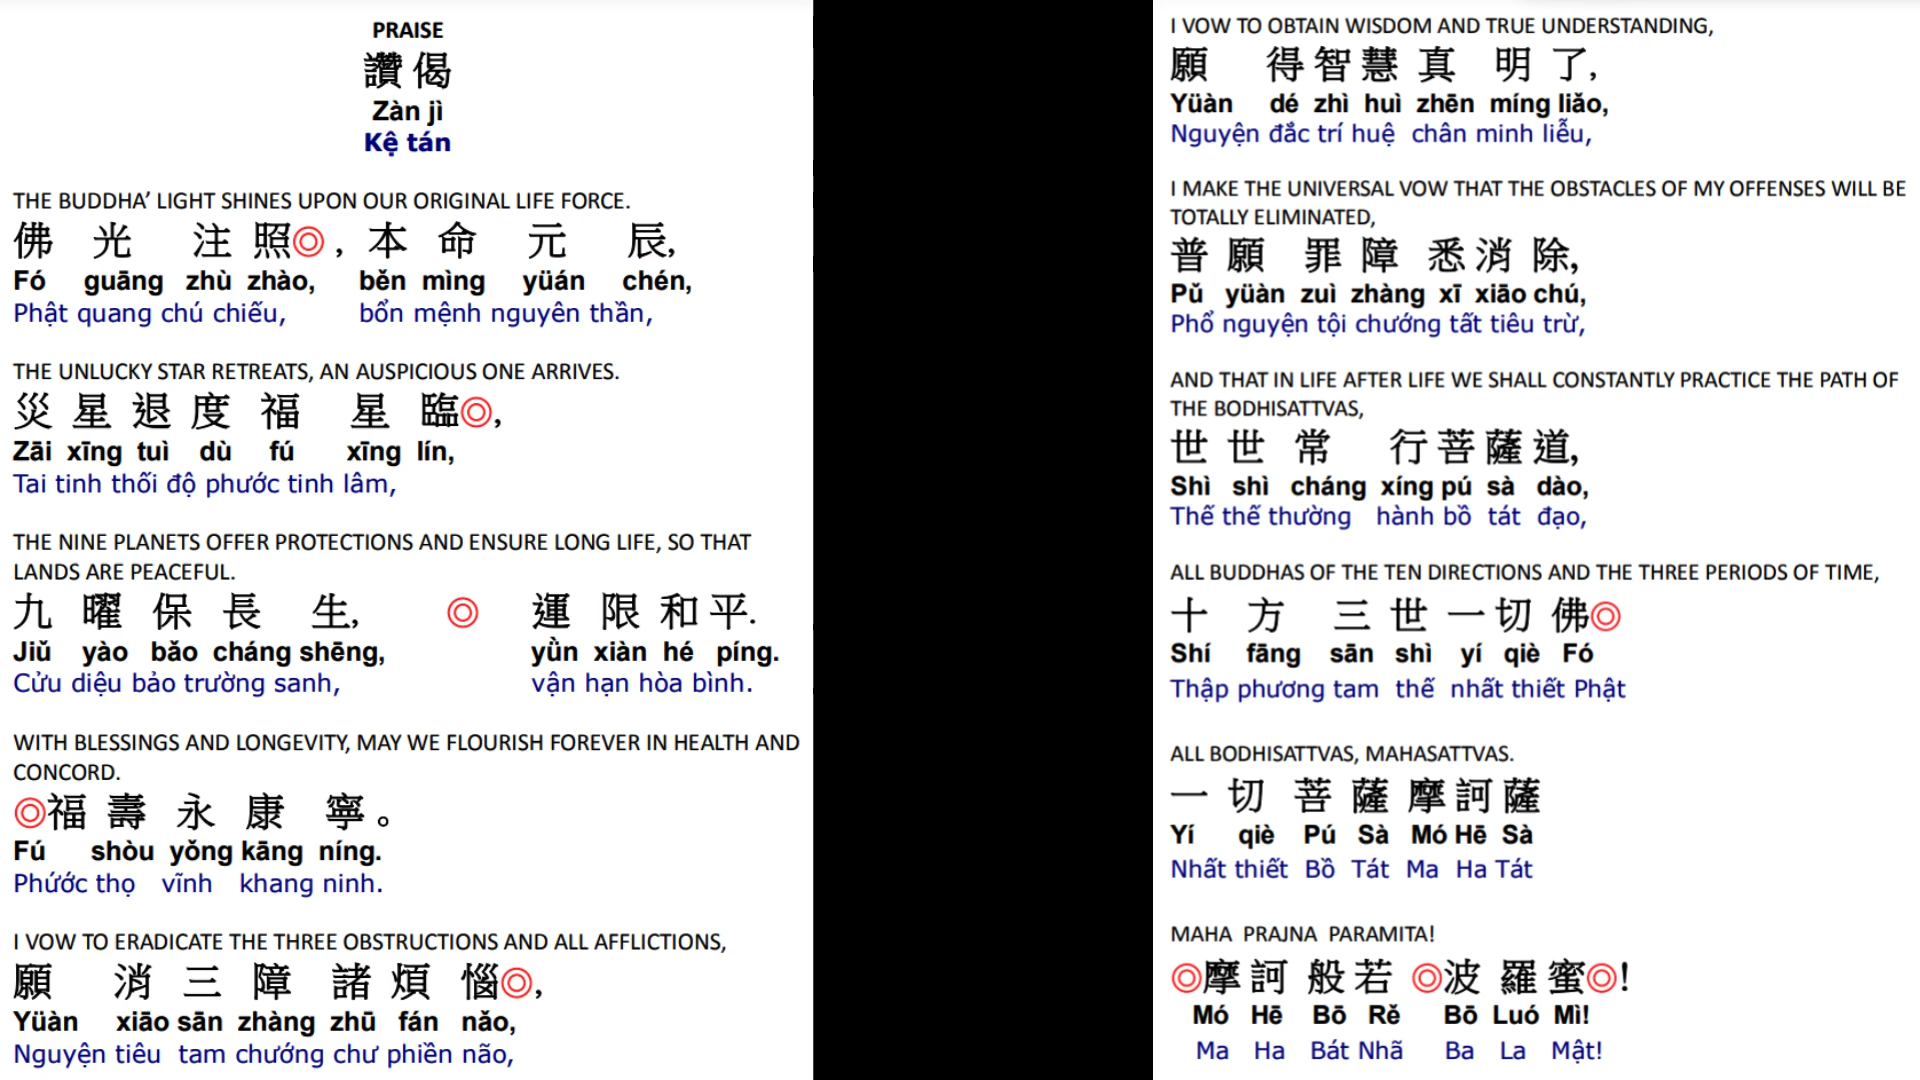 PRAISE
讚偈
Zàn jì
Kệ tán
THE BUDDHA’ LIGHT SHINES UPON OUR ORIGINAL LIFE FORCE.
佛 光 注 照◎, 本 命 元 辰,
Fó guāng zhù zhào, běn mìng yüán chén,
Phật quang chú chiếu, bổn mệnh nguyên thần,
THE UNLUCKY STAR RETREATS, AN AUSPICIOUS ONE ARRIVES.
災 星 退 度 福 星 臨◎,
Zāi xīng tuì dù fú xīng lín,
Tai tinh thối độ phước tinh lâm,
THE NINE PLANETS OFFER PROTECTIONS AND ENSURE LONG LIFE, SO THAT
LANDS ARE PEACEFUL.
九 曜 保 長 生, ◎ 運 限 和 平.
Jiǔ yào bǎo cháng shēng, yǜn xiàn hé píng.
Cửu diệu bảo trường sanh, vận hạn hòa bình.
WITH BLESSINGS AND LONGEVITY, MAY WE FLOURISH FOREVER IN HEALTH AND
CONCORD.
◎福 壽 永 康 寧。
Fú shòu yǒng kāng níng.
Phứớc thọ vĩnh khang ninh.
I VOW TO ERADICATE THE THREE OBSTRUCTIONS AND ALL AFFLICTIONS,
願 消 三 障 諸 煩 惱◎,
Yüàn xiāo sān zhàng zhū fán nǎo,
Nguyện tiêu tam chướng chư phiền não,
I VOW TO OBTAIN WISDOM AND TRUE UNDERSTANDING,
願 得 智 慧 真 明 了,
Yüàn dé zhì huì zhēn míng liǎo,
Nguyện đắc trí huệ chân minh liễu,
I MAKE THE UNIVERSAL VOW THAT THE OBSTACLES OF MY OFFENSES WILL BE
TOTALLY ELIMINATED,
普 願 罪 障 悉 消 除,
Pǔ yüàn zuì zhàng xī xiāo chú,
Phổ nguyện tội chướng tất tiêu trừ,
AND THAT IN LIFE AFTER LIFE WE SHALL CONSTANTLY PRACTICE THE PATH OF
THE BODHISATTVAS,
世 世 常 行 菩 薩 道,
Shì shì cháng xíng pú sà dào,
Thế thế thường hành bồ tát đạo,
ALL BUDDHAS OF THE TEN DIRECTIONS AND THE THREE PERIODS OF TIME,
十 方 三 世 一 切 佛◎
Shí fāng sān shì yí qiè Fó
Thập phương tam thế nhất thiết Phật
ALL BODHISATTVAS, MAHASATTVAS.
一 切 菩 薩 摩 訶 薩
Yí qiè Pú Sà Mó Hē Sà
Nhất thiết Bồ Tát Ma Ha Tát
MAHA PRAJNA PARAMITA!
◎摩 訶 般 若 ◎波 羅 蜜◎!
Mó Hē Bō Rě Bō Luó Mì!
Ma Ha Bát Nhã Ba La Mật!